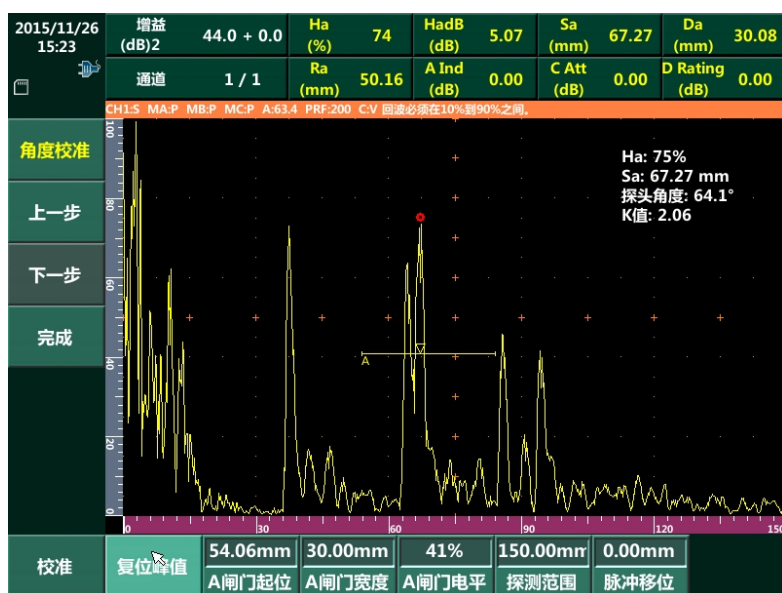 2015/11/26
15:23
增益
(dB)2
44.0 + 0.0
Ha
(%)
74
HadB
(dB)
5.07
Sa
(mm)
67.27
Da
(mm)
30.08
通道
1 / 1
Ra
(mm)
50.16
A Ind
(dB)
0.00
C Att
(dB)
0.00
D Rating
(dB)
0.00
CH1:S MA:P MB:P MC:P A:63.4 PRF:200 C:V 回波必须在10%到90%之间。
角度校准
上一步
下一步
完成
校准
Ha: 75%
Sa: 67.27 mm
探头角度: 64.1°
K值: 2.06
100
80
60
40
20
0
A
0 30 60 90 120 150
复位峰值
54.06mm
A闸门起位
30.00mm
A闸门宽度
41%
A闸门电平
150.00mm
探测范围
0.00mm
脉冲移位